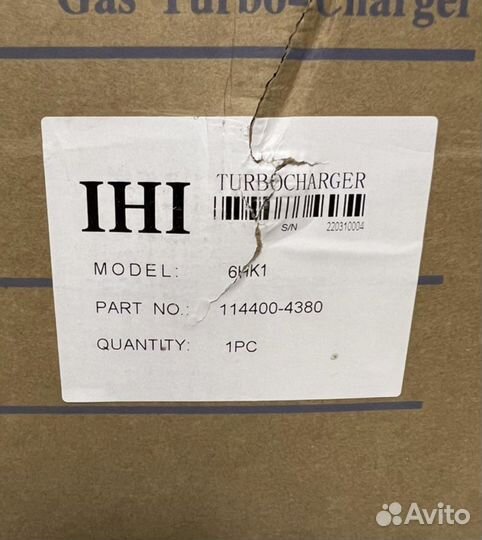 Gas Turbo-Charger
IHI TURBOCHARGER
S/N 220310004
MODEL: 6HK1
PART NO.: 114400-4380
QUANTITY: 1PC
Avito